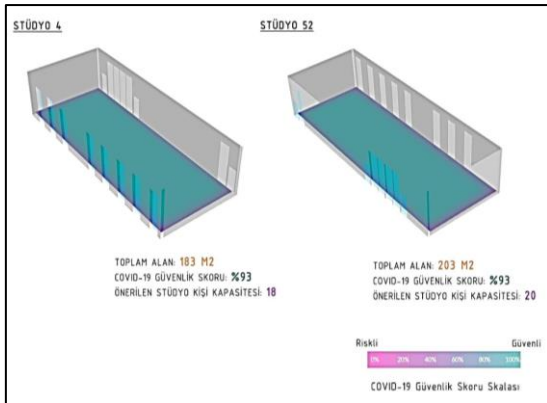 STÜDYO 4
STÜDYO 52
TOPLAM ALAN: 183 M2
COVID-19 GÜVENLİK SKORU: %93
ÖNERİLEN STÜDYO KİŞİ KAPASİTESİ: 18
TOPLAM ALAN: 203 M2
COVID-19 GÜVENLİK SKORU: %93
ÖNERİLEN STÜDYO KİŞİ KAPASİTESİ: 20
Riskli Güvenli
0% 20% 40% 60% 80% 100%
COVID-19 Güvenlik Skoru Skalası